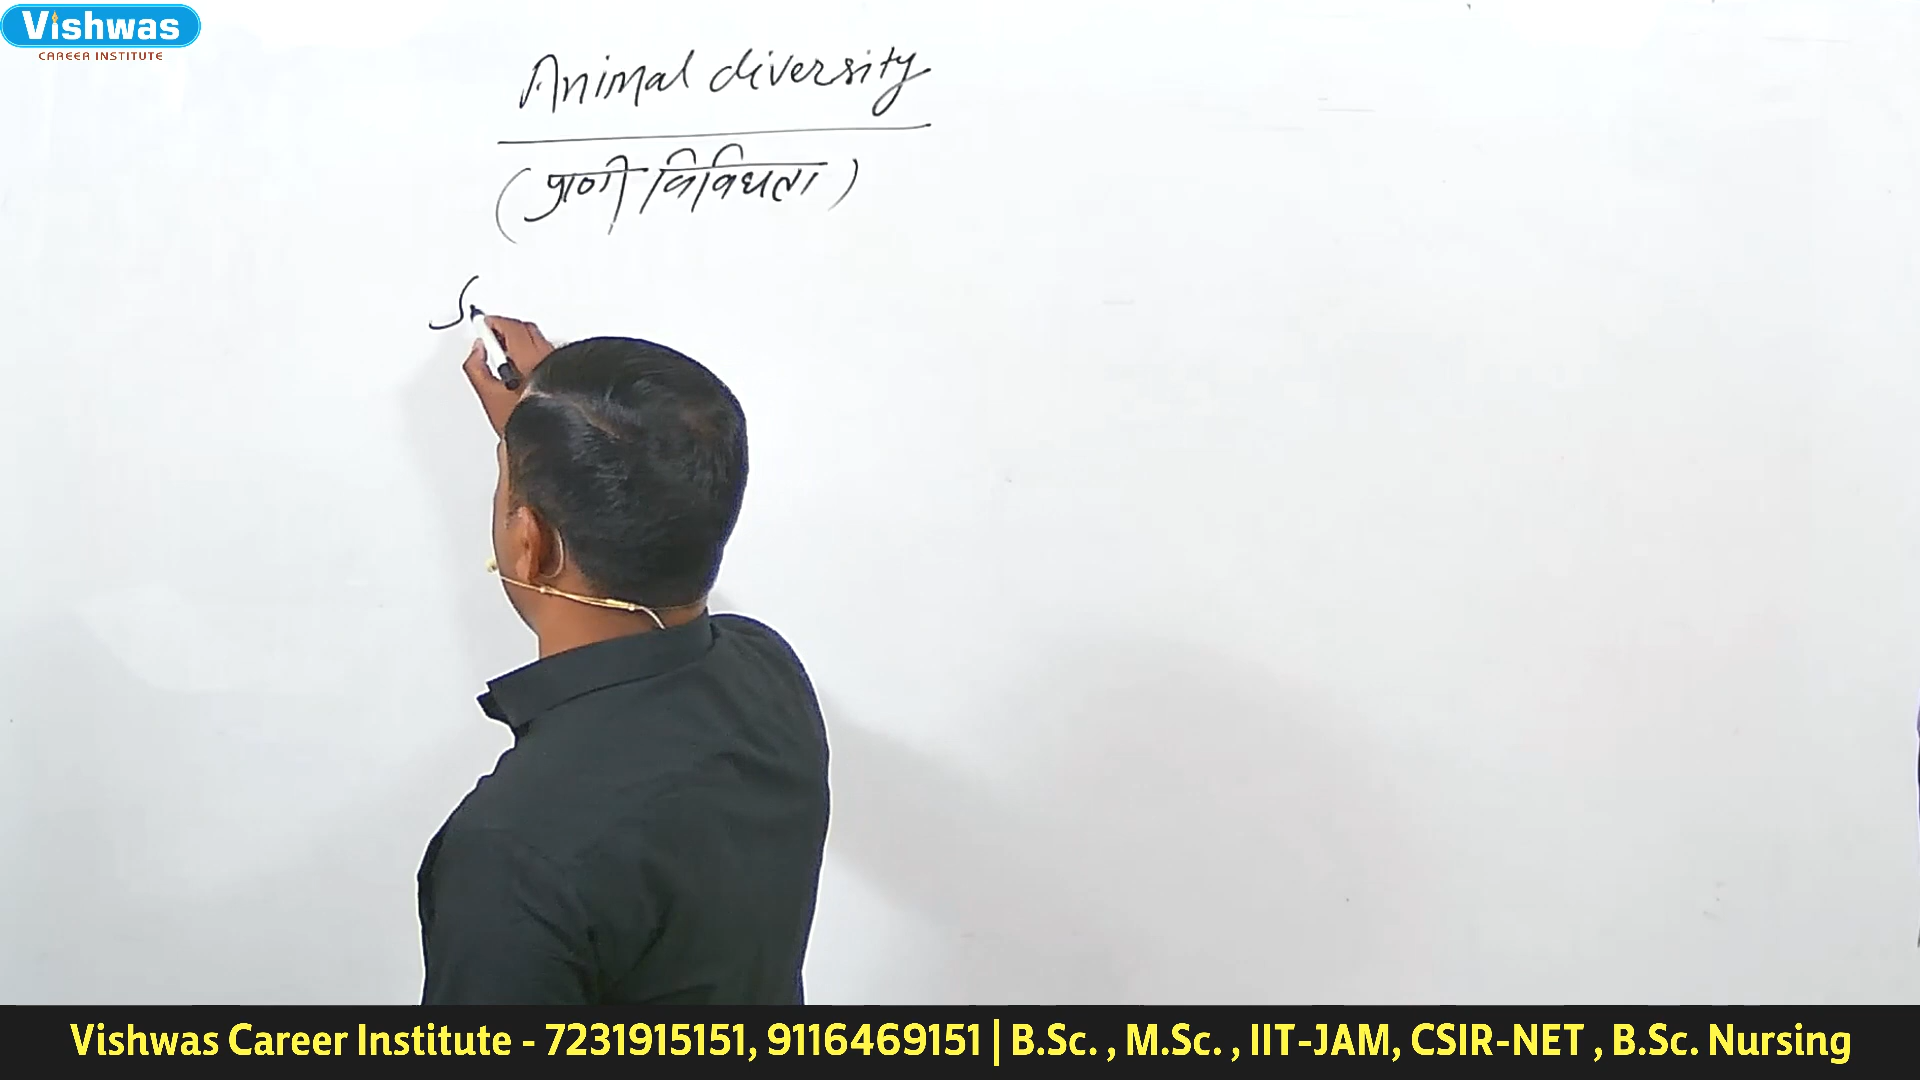 Vishwas
CAREER INSTITUTE
Animal diversity
(प्राणी विविधता)
S
Vishwas Career Institute - 7231915151, 9116469151 | B.Sc. , M.Sc. , IIT-JAM, CSIR-NET , B.Sc. Nursing